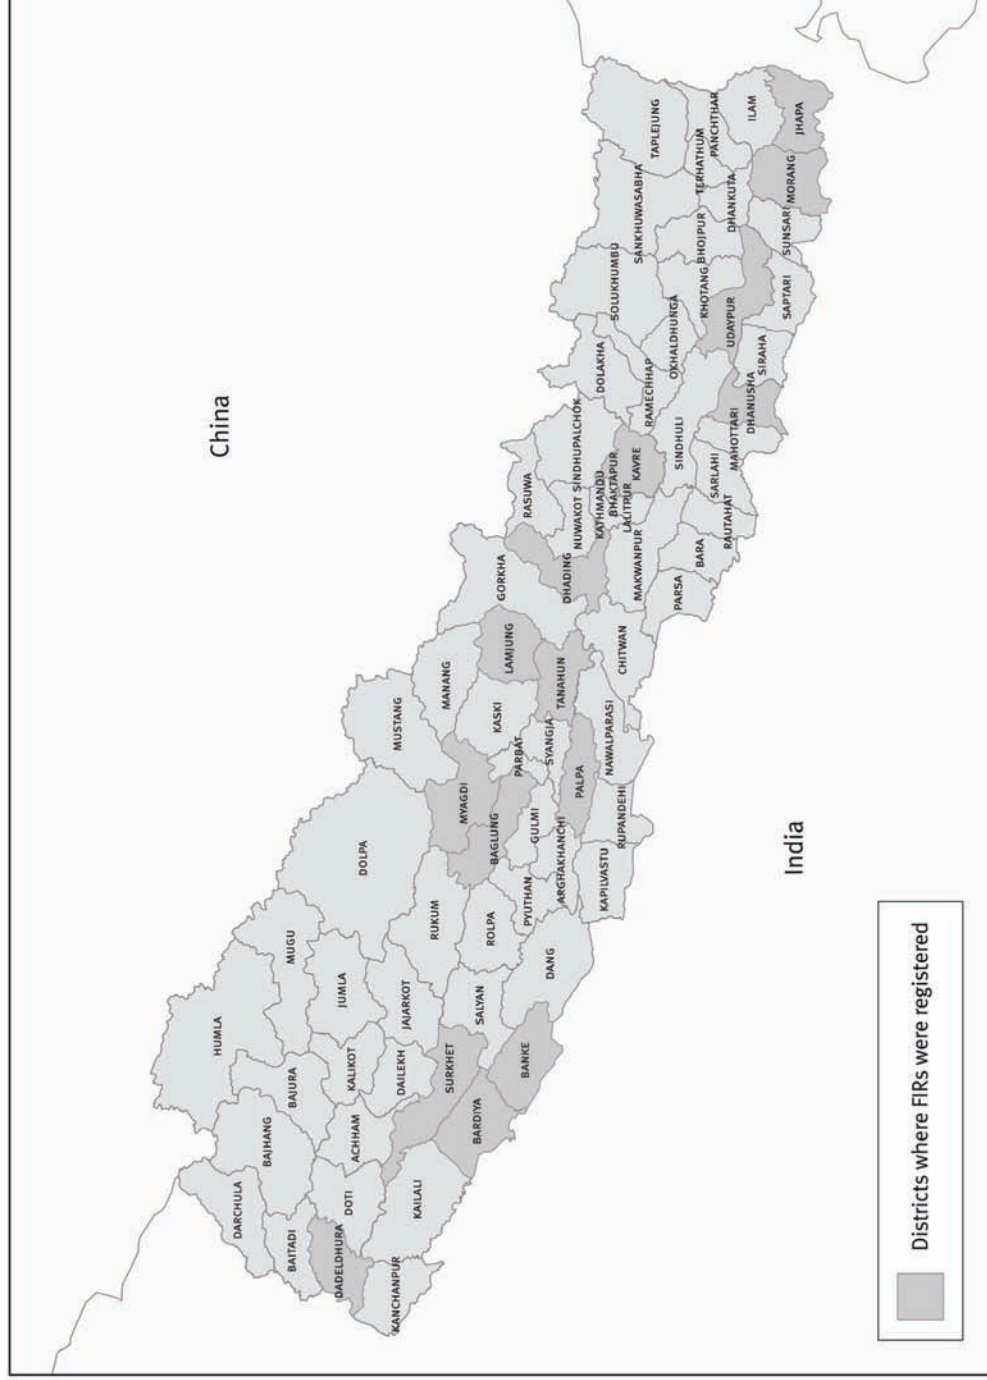 China
HUMLA
DARCHULA
BAJHANG
MUGU
BAJURA
BAITADI
DOLPA
JUMLA
KALIKOT
ACHHAM
DOTI
DADELDHURA
MUSTANG
JAJARKOT
DAILEKH
KAILALI
KANCHANPUR
RUKUM
MANANG
SURKHET
MYAGDI
BARDIYA
SALYAN
ROLPA
BAGLUNG
KASKI
GORKHA
LAMJUNG
BANKE
PYUTHAN
PARBAT
RASUWA
GULMI
DANG
SYANGJA
TANAHUN
ARGHAKHANCHI
DHADING
PALPA
NUWAKOT
SINDHUPALCHOK
KAPILVASTU
NAWALPARASI
KATHMANDU
DOLAKHA
BHAKTAPUR
RUPANDEHI
CHITWAN
SOLUKHUMBU
LALITPUR
KAVRE
MAKWANPUR
SANKHUWASABHA
RAMECHHAP
TAPLEJUNG
OKHALDHUNGA
PARSA
SINDHULI
BARA
KHOTANG
BHOJPUR
TERHATHUM
SARLAHI
PANCHTHAR
RAUTAHAT
MAHOTTARI
UDAYPUR
DHANKUTA
DHANUSHA
ILAM
SIRAHA
SAPTARI
SUNSARI
MORANG
JHAPA
India
Districts where FIRs were registered